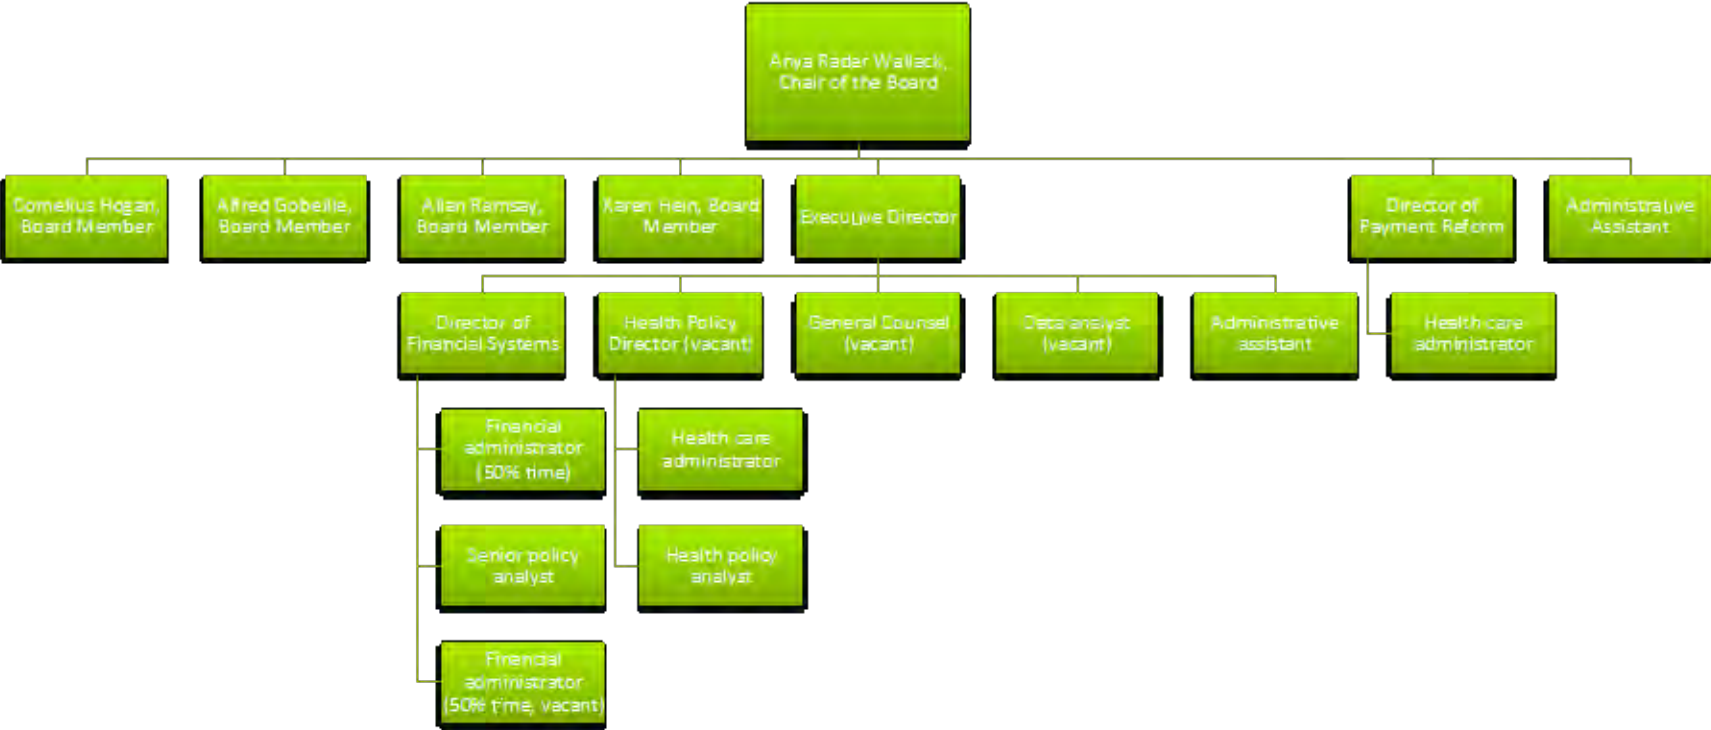 Anya Rader Wallack,
Chair of the Board
Cornelius Hogan,
Board Member
Alfred Gobeille,
Board Member
Allan Ramsay,
Board Member
Karen Hein, Board
Member
Executive Director
Director of
Payment Reform
Administrative
Assistant
Director of
Financial Systems
Health Policy
Director (vacant)
General Counsel
(vacant)
Data analyst
(vacant)
Administrative
assistant
Health care
administrator
Financial
administrator
(50% time)
Health care
administrator
Senior policy
analyst
Health policy
analyst
Financial
administrator
(50% time, vacant)